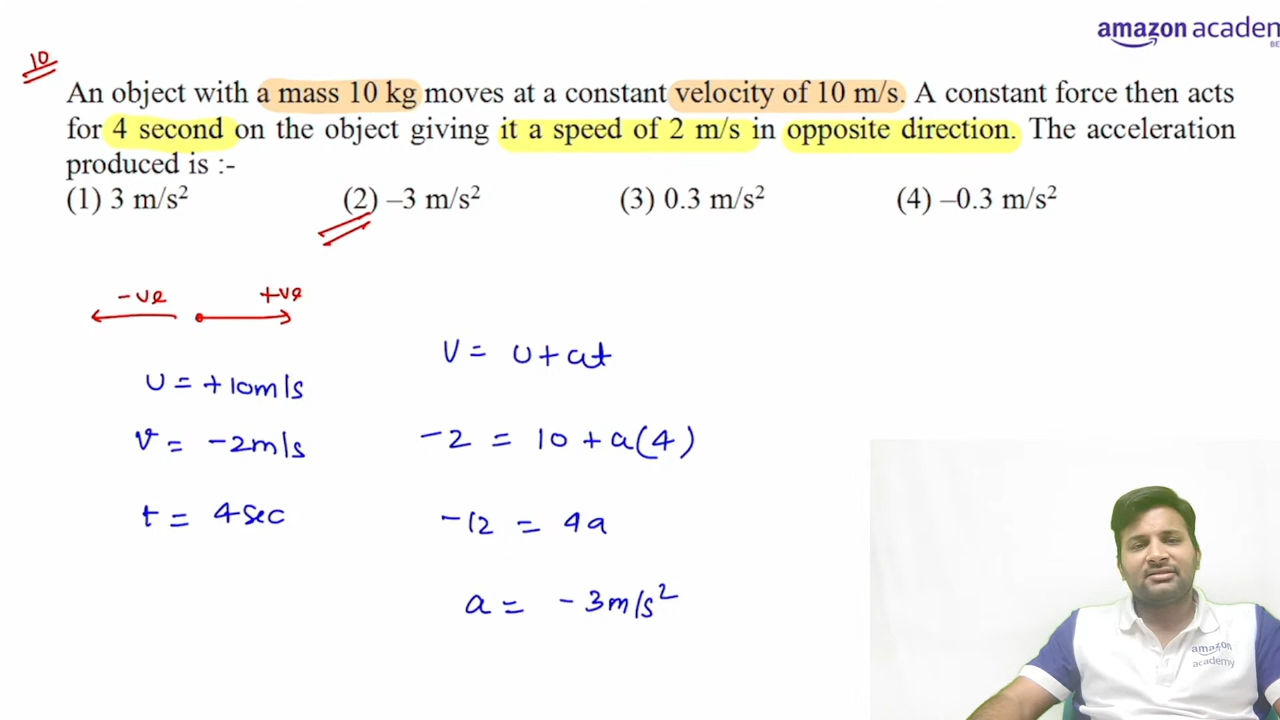 amazon academ
BE
10
An object with a mass 10 kg moves at a constant velocity of 10 m/s. A constant force then acts
for 4 second on the object giving it a speed of 2 m/s in opposite direction. The acceleration
produced is :-
(1) 3 m/s² (2) –3 m/s² (3) 0.3 m/s² (4) –0.3 m/s²
-ve +ve
V = u + at
u = +10m/s
v = -2m/s
-2 = 10 + a(4)
t = 4 sec
-12 = 4a
a = -3m/s²
amazon
academy